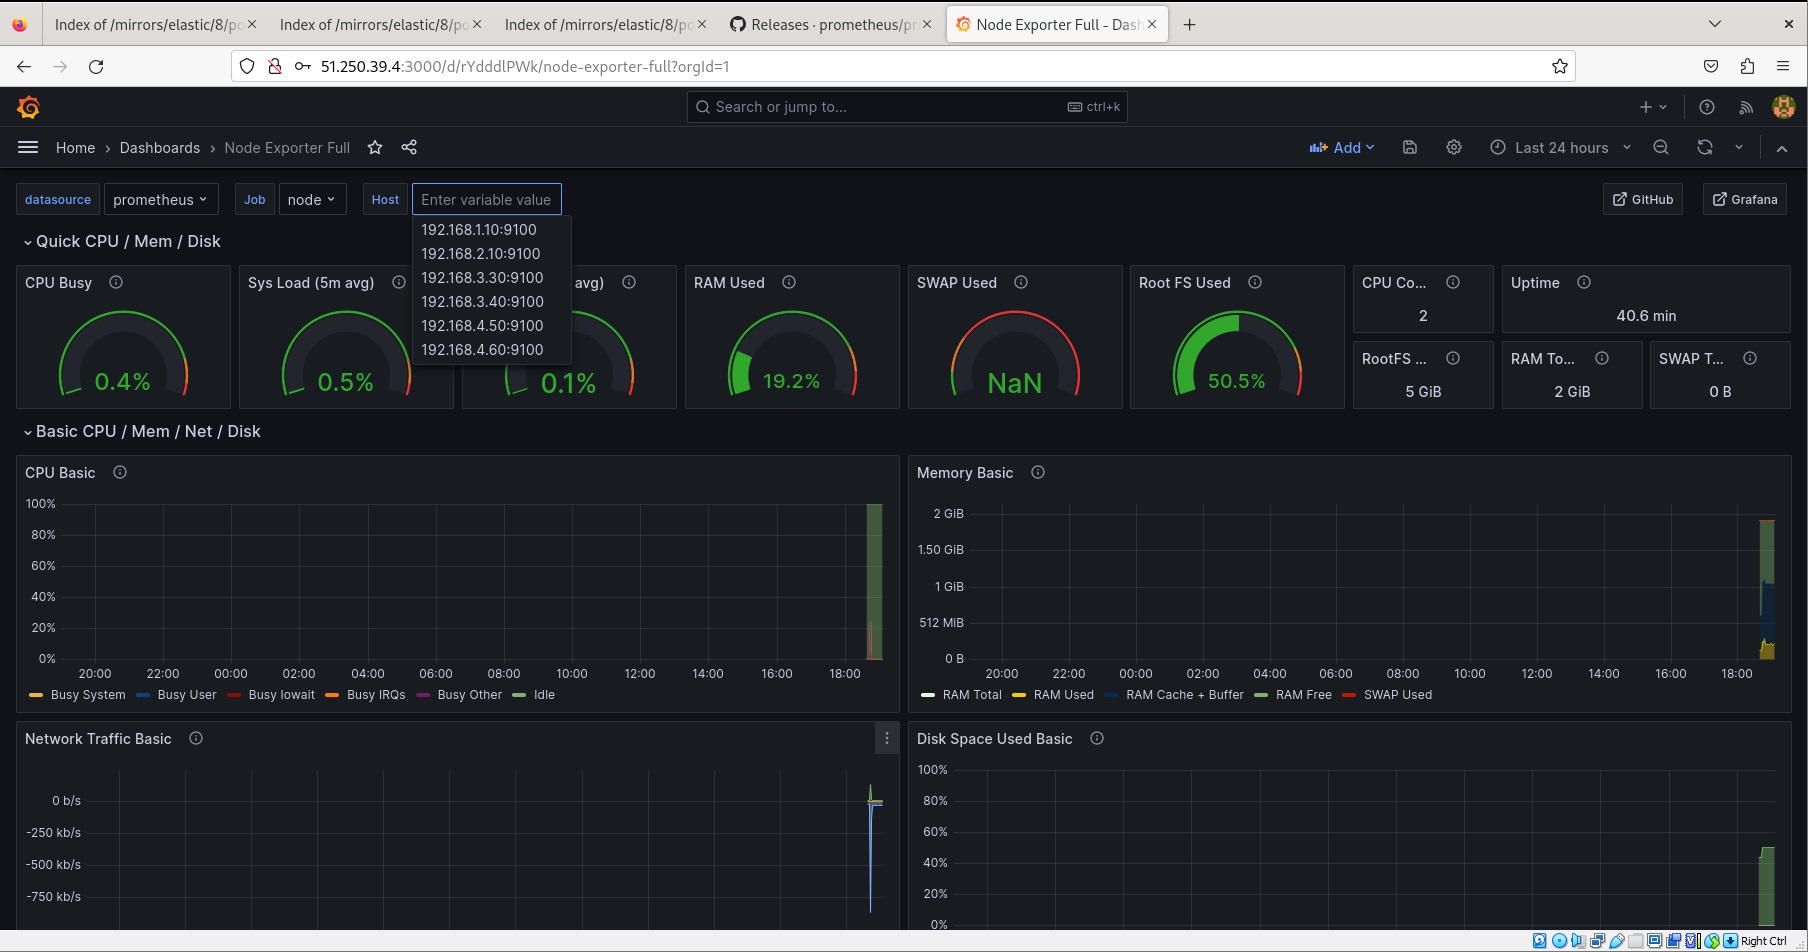 Index of /mirrors/elastic/8/po
Index of /mirrors/elastic/8/po
Index of /mirrors/elastic/8/po
Releases · prometheus/pr
Node Exporter Full - Dash
51.250.39.4:3000/d/rYdddlPWk/node-exporter-full?orgId=1
Search or jump to...
ctrl+k
Home › Dashboards › Node Exporter Full
Add
Last 24 hours
datasource
prometheus
Job
node
Host
Enter variable value
GitHub
Grafana
192.168.1.10:9100
192.168.2.10:9100
192.168.3.30:9100
192.168.3.40:9100
192.168.4.50:9100
192.168.4.60:9100
Quick CPU / Mem / Disk
CPU Busy
0.4%
Sys Load (5m avg)
0.5%
avg)
0.1%
RAM Used
19.2%
SWAP Used
NaN
Root FS Used
50.5%
CPU Co...
2
Uptime
40.6 min
RootFS ...
5 GiB
RAM To...
2 GiB
SWAP T...
0 B
Basic CPU / Mem / Net / Disk
CPU Basic
100%
80%
60%
40%
20%
0%
20:00 22:00 00:00 02:00 04:00 06:00 08:00 10:00 12:00 14:00 16:00 18:00
Busy System Busy User Busy Iowait Busy IRQs Busy Other Idle
Memory Basic
2 GiB
1.50 GiB
1 GiB
512 MiB
0 B
20:00 22:00 00:00 02:00 04:00 06:00 08:00 10:00 12:00 14:00 16:00 18:00
RAM Total RAM Used RAM Cache + Buffer RAM Free SWAP Used
Network Traffic Basic
0 b/s
-250 kb/s
-500 kb/s
-750 kb/s
Disk Space Used Basic
100%
80%
60%
40%
20%
0%
Right Ctrl